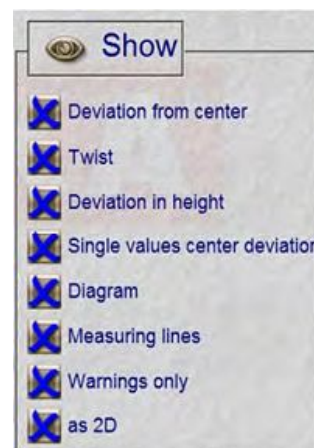 Show
Deviation from center
Twist
Deviation in height
Single values center deviation
Diagram
Measuring lines
Warnings only
as 2D